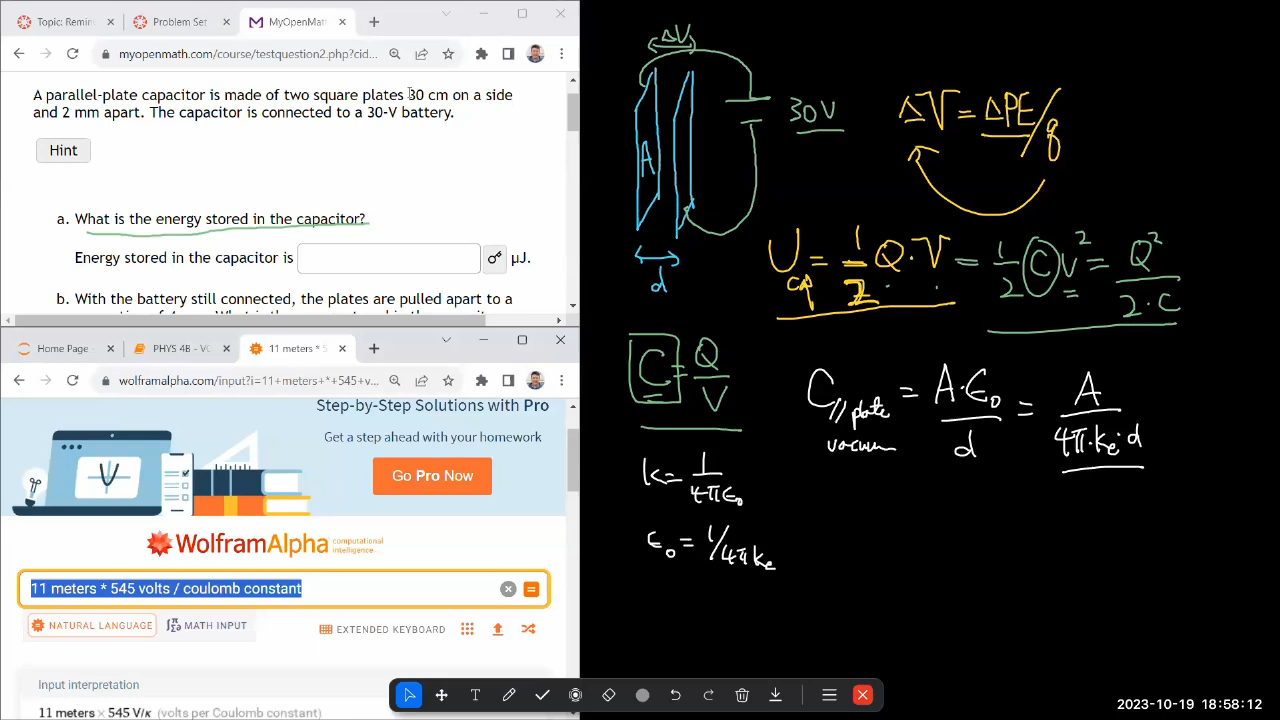 Topic: Remin
Problem Set
MyOpenMath
myopenmath.com/course/testquestion2.php?cid...
A parallel-plate capacitor is made of two square plates 30 cm on a side
and 2 mm apart. The capacitor is connected to a 30-V battery.
Hint
a. What is the energy stored in the capacitor?
Energy stored in the capacitor is
μJ.
b. With the battery still connected, the plates are pulled apart to a
Home Page -
PHYS 4B - VC
11 meters * 5
wolframalpha.com/input?i=11+meters+*+545+v...
Step-by-Step Solutions with Pro
Get a step ahead with your homework
Go Pro Now
WolframAlpha computational intelligence.
11 meters * 545 volts / coulomb constant
NATURAL LANGUAGE
MATH INPUT
EXTENDED KEYBOARD
Input interpretation
11 meters × 545 V/κ (volts per Coulomb constant)
ΔV
A
d
30V
ΔV = ΔPE/q
U cap = 1/2 Q · V = 1/2 C V² = Q²/2·C
C = Q/V
C // plate vacuum = A·ε₀/d = A/4π·kₑ·d
k = 1/4πε₀
ε₀ = 1/4πkₑ
2023-10-19 18:58:12